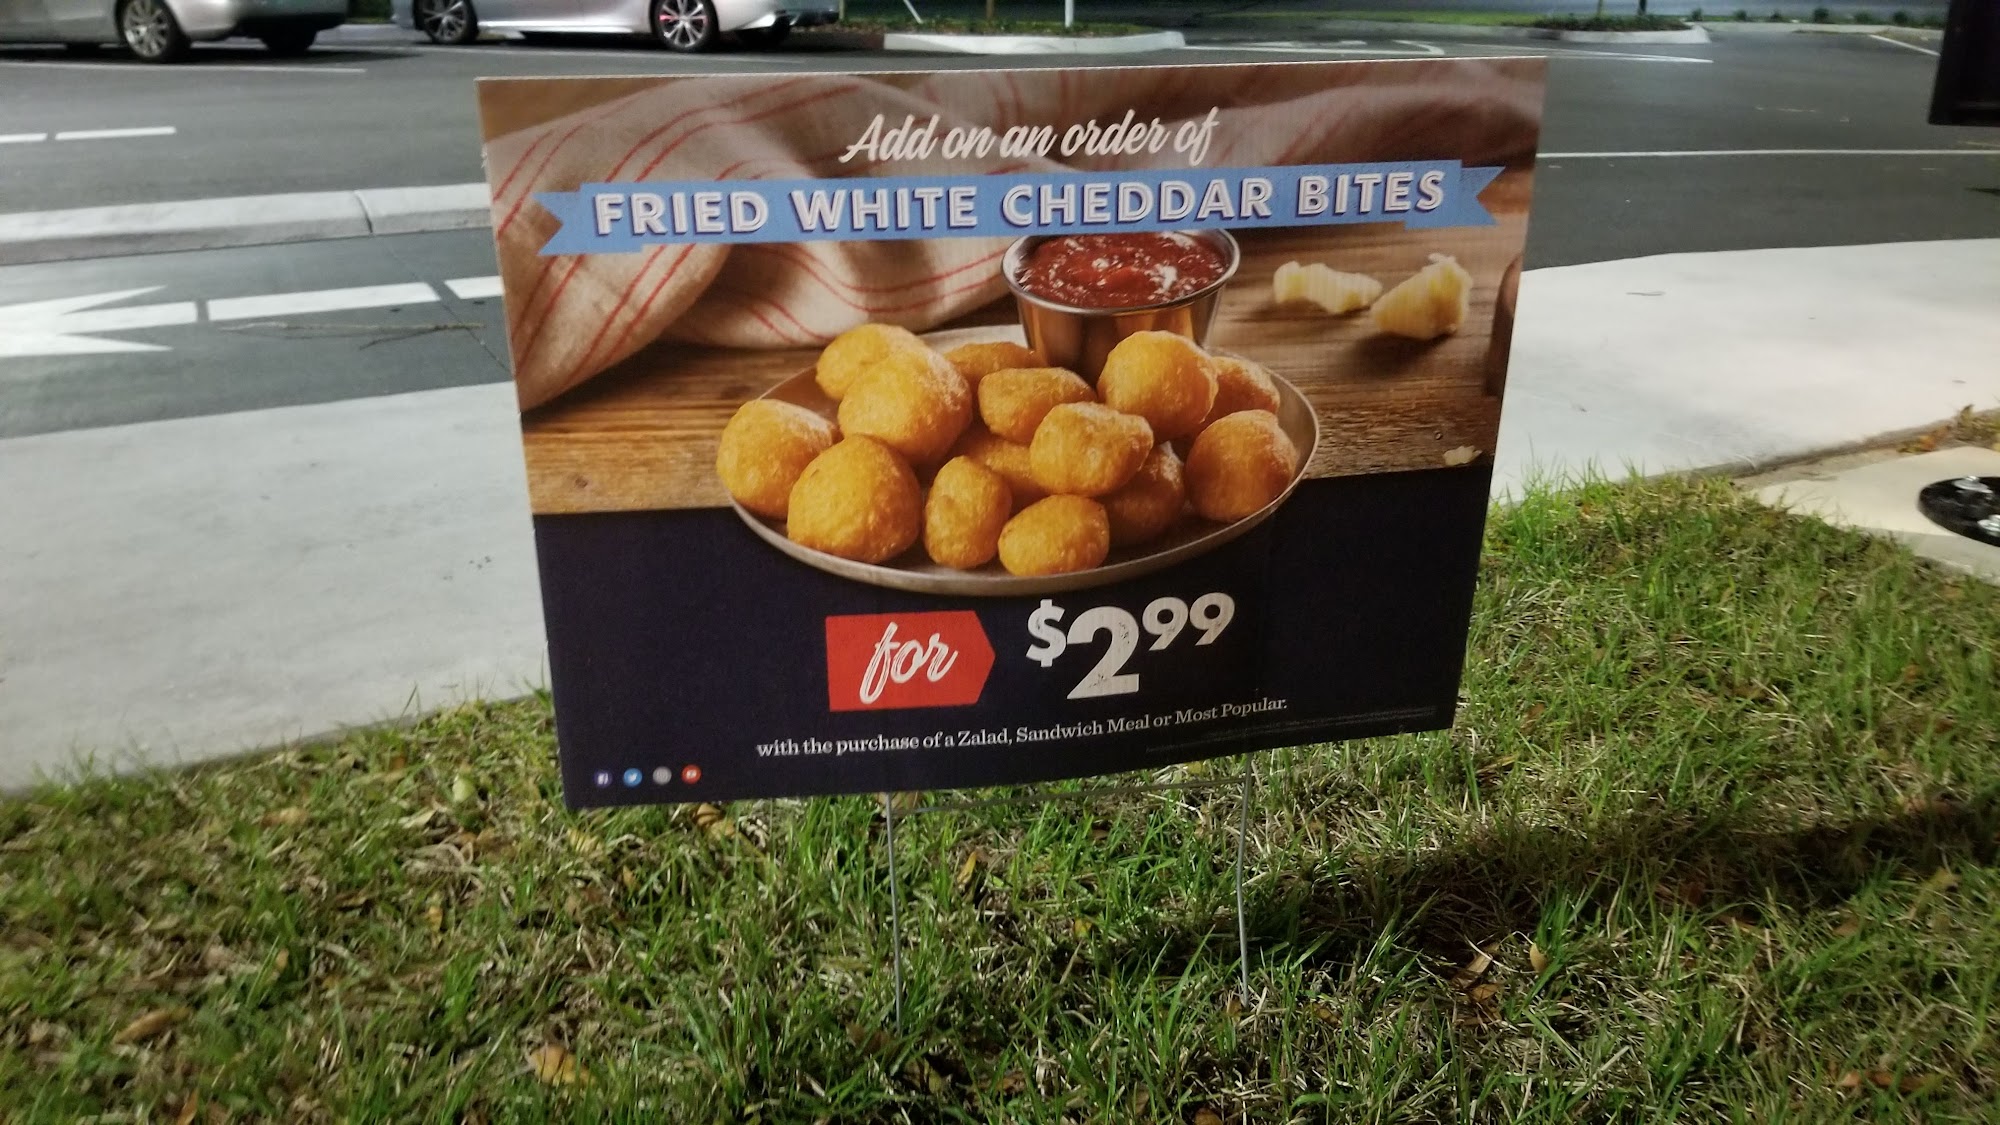 Add on an order of
FRIED WHITE CHEDDAR BITES
for $2.99
with the purchase of a Zalad, Sandwich Meal or Most Popular.